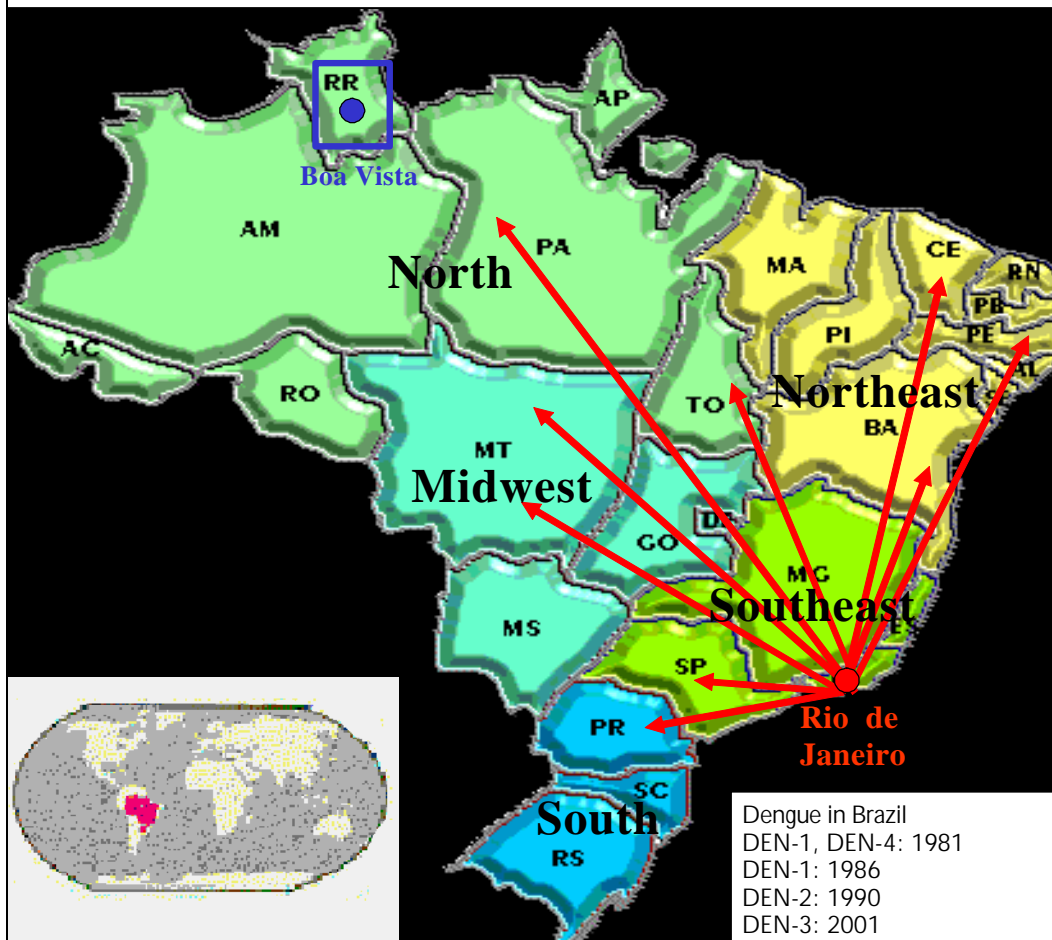 RR
AP
Boa Vista
AM
PA
North
MA
CE
RN
PB
PI
PE
AC
RO
TO
AL
Northeast
BA
MT
Midwest
GO
MG
Southeast
ES
MS
SP
PR
Rio de
Janeiro
SC
South
RS
Dengue in Brazil
DEN-1, DEN-4: 1981
DEN-1: 1986
DEN-2: 1990
DEN-3: 2001